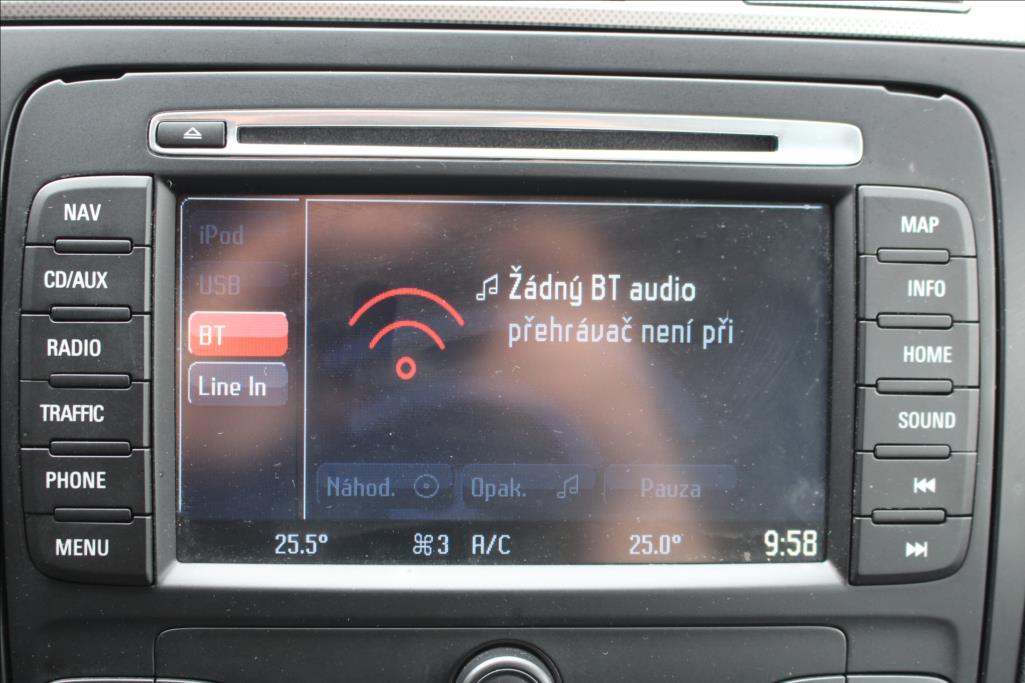 NAV
CD/AUX
RADIO
TRAFFIC
PHONE
MENU
iPod
USB
BT
Line In
Žádný BT audio
přehrávač není při
Náhod.
Opak.
Pauza
25.5°
3
A/C
25.0°
9:58
MAP
INFO
HOME
SOUND